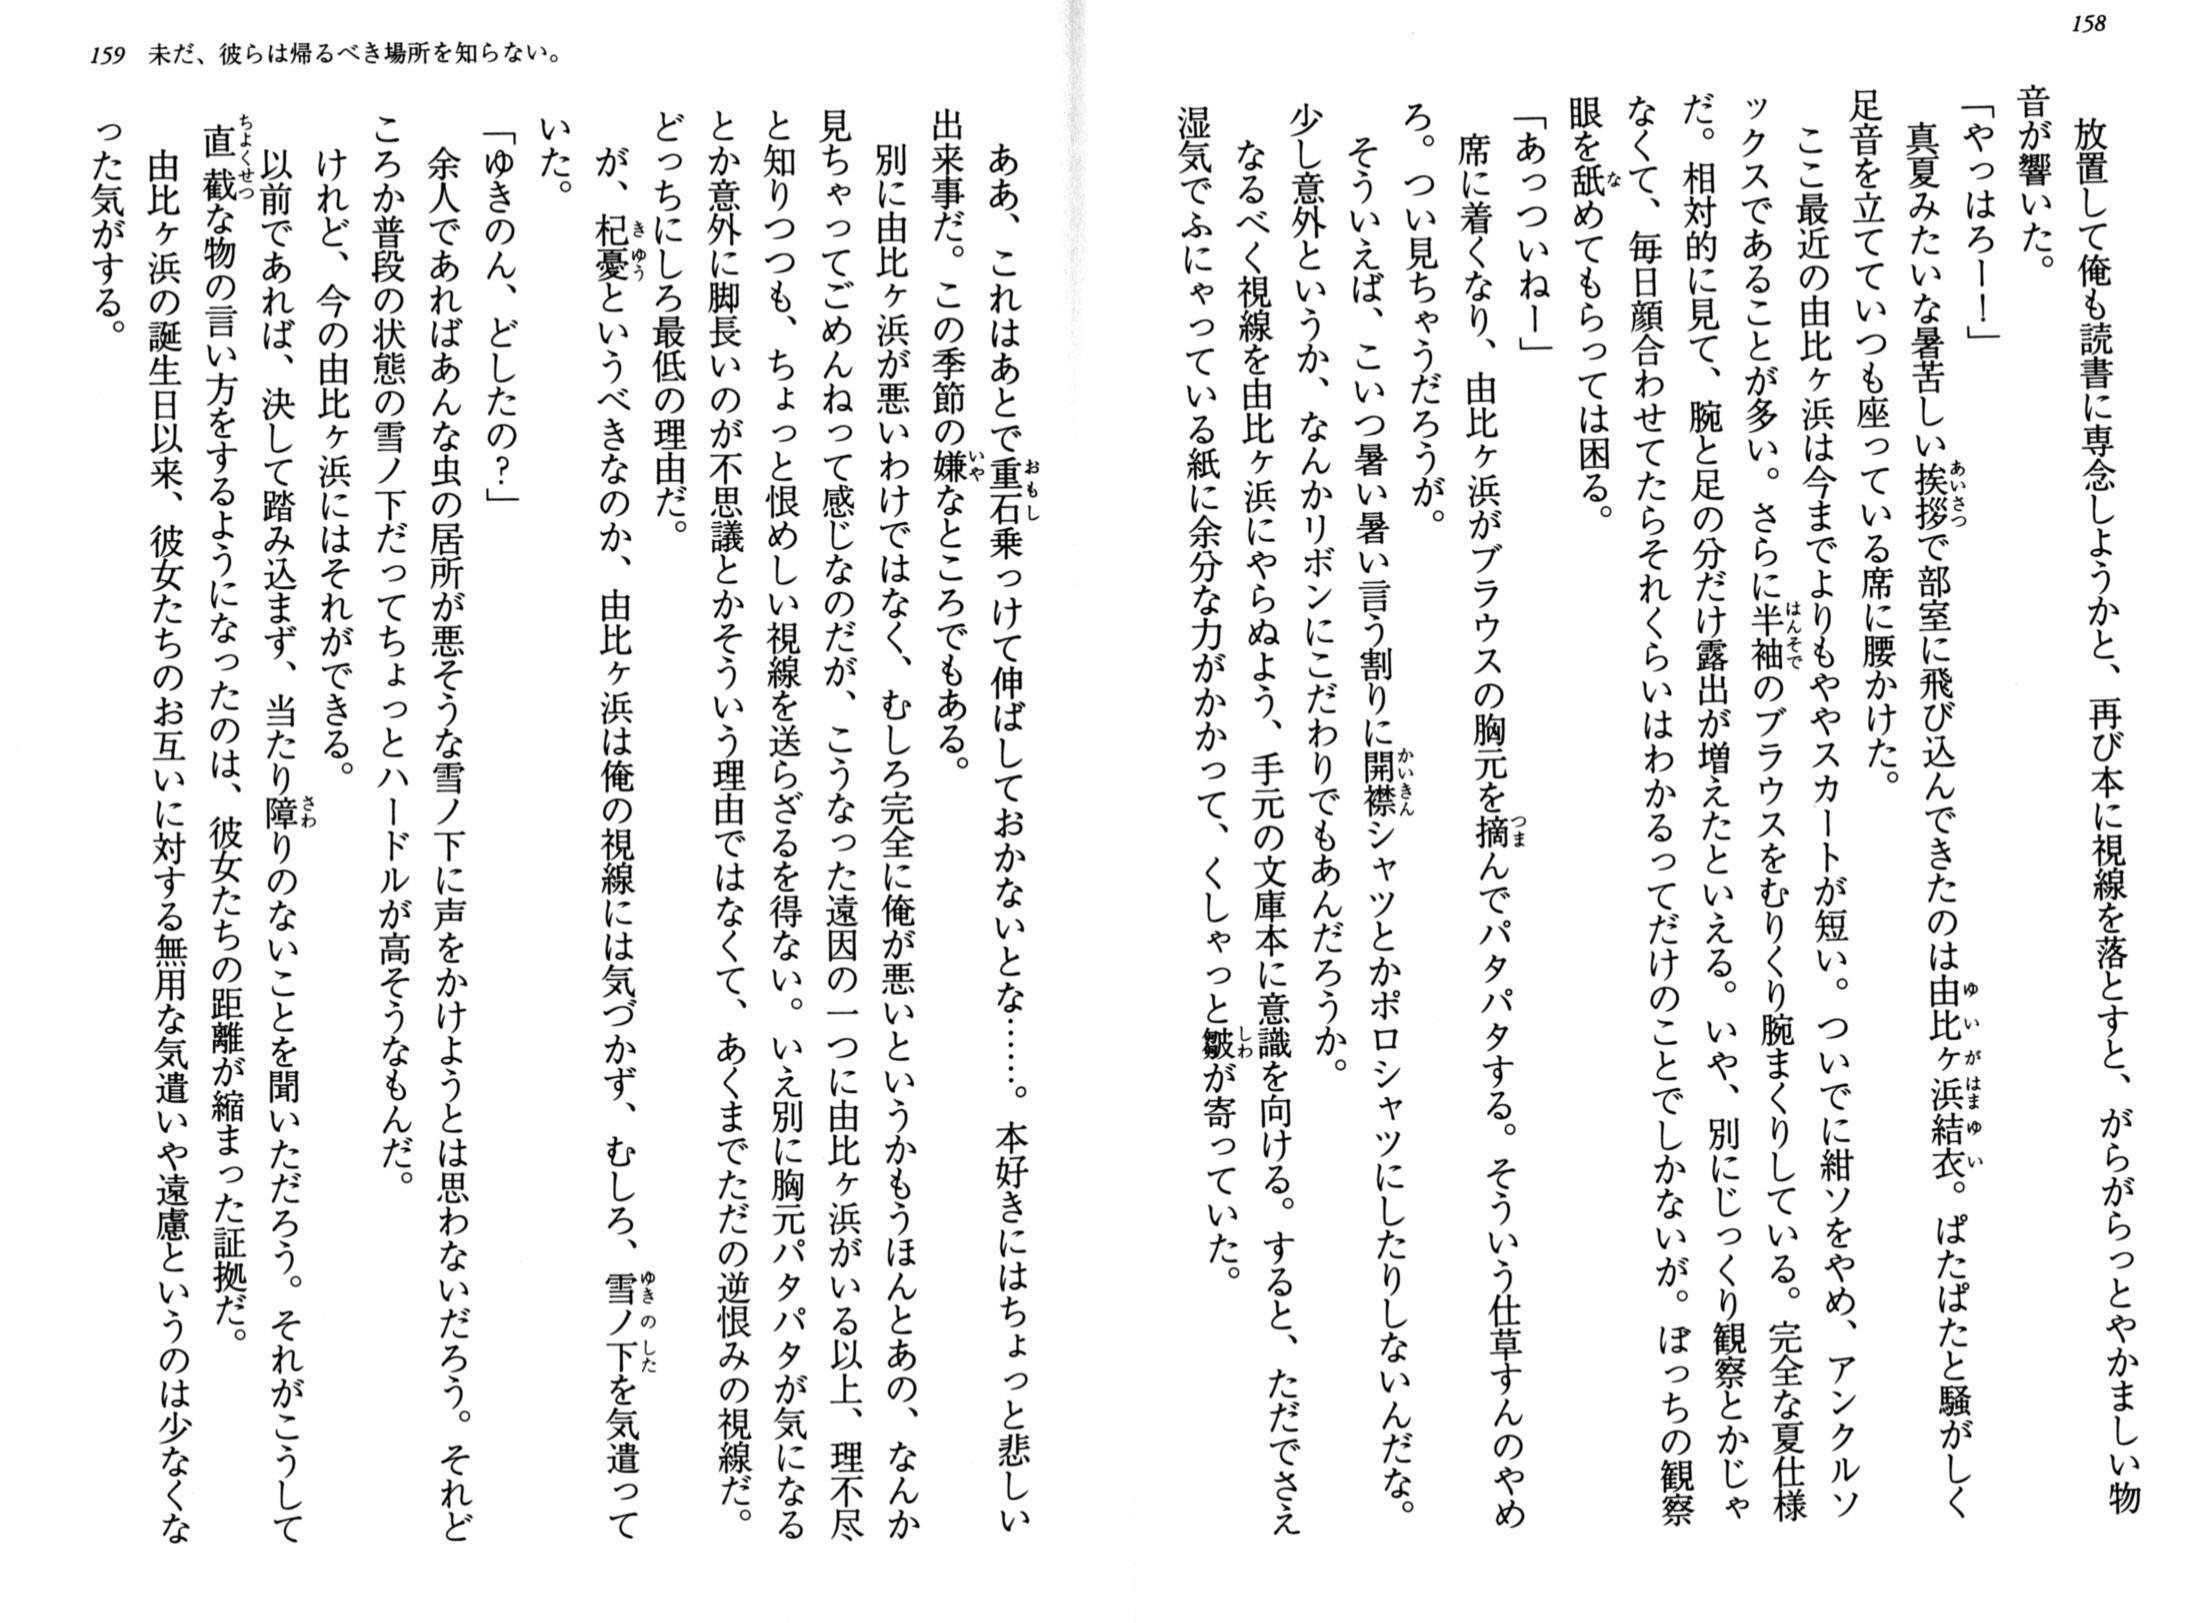 158
放置して俺も読書に専念しようかと、再び本に視線を落とすと、がらがらっとやかましい物
音が響いた。
「やっはろー！」
真夏みたいな暑苦しい挨拶で部室に飛び込んできたのは由比ヶ浜結衣。ぱたぱたと騒がしく
足音を立てていつも座っている席に腰かけた。
ここ最近の由比ヶ浜は今までよりもややスカートが短い。ついでに紺ソをやめ、アンクルソ
ックスであることが多い。さらに半袖のブラウスをむりくり腕まくりしている。完全な夏仕様
だ。相対的に見て、腕と足の分だけ露出が増えたといえる。いや、別にじっくり観察とかじゃ
なくて、毎日顔合わせてたらそれくらいはわかるってだけのことでしかないが。ぼっちの観察
眼を舐めてもらっては困る。
「あっついねー」
席に着くなり、由比ヶ浜がブラウスの胸元を摘んでパタパタする。そういう仕草すんのやめ
ろ。つい見ちゃうだろうが。
そういえば、こいつ暑い暑い言う割りに開襟シャツとかポロシャツにしたりしないんだな。
少し意外というか、なんかリボンにこだわりでもあんだろうか。
なるべく視線を由比ヶ浜にやらぬよう、手元の文庫本に意識を向ける。すると、ただでさえ
湿気でふにゃっている紙に余分な力がかかって、くしゃっと皺が寄っていた。
159 未だ、彼らは帰るべき場所を知らない。
ああ、これはあとで重石乗っけて伸ばしておかないとな……。本好きにはちょっと悲しい
出来事だ。この季節の嫌なところでもある。
別に由比ヶ浜が悪いわけではなく、むしろ完全に俺が悪いというかもうほんとあの、なんか
見ちゃってごめんねって感じなのだが、こうなった遠因の一つに由比ヶ浜がいる以上、理不尽
と知りつつも、ちょっと恨めしい視線を送らざるを得ない。いえ別に胸元パタパタが気になる
とか意外に脚長いのが不思議とかそういう理由ではなくて、あくまでただの逆恨みの視線だ。
どっちにしろ最低の理由だ。
が、杞憂というべきなのか、由比ヶ浜は俺の視線には気づかず、むしろ、雪ノ下を気遣って
いた。
「ゆきのん、どしたの？」
余人であればあんな虫の居所が悪そうな雪ノ下に声をかけようとは思わないだろう。それど
ころか普段の状態の雪ノ下だってちょっとハードルが高そうなもんだ。
けれど、今の由比ヶ浜にはそれができる。
以前であれば、決して踏み込まず、当たり障りのないことを聞いただろう。それがこうして
直截な物の言い方をするようになったのは、彼女たちの距離が縮まった証拠だ。
由比ヶ浜の誕生日以来、彼女たちのお互いに対する無用な気遣いや遠慮というのは少なくな
った気がする。